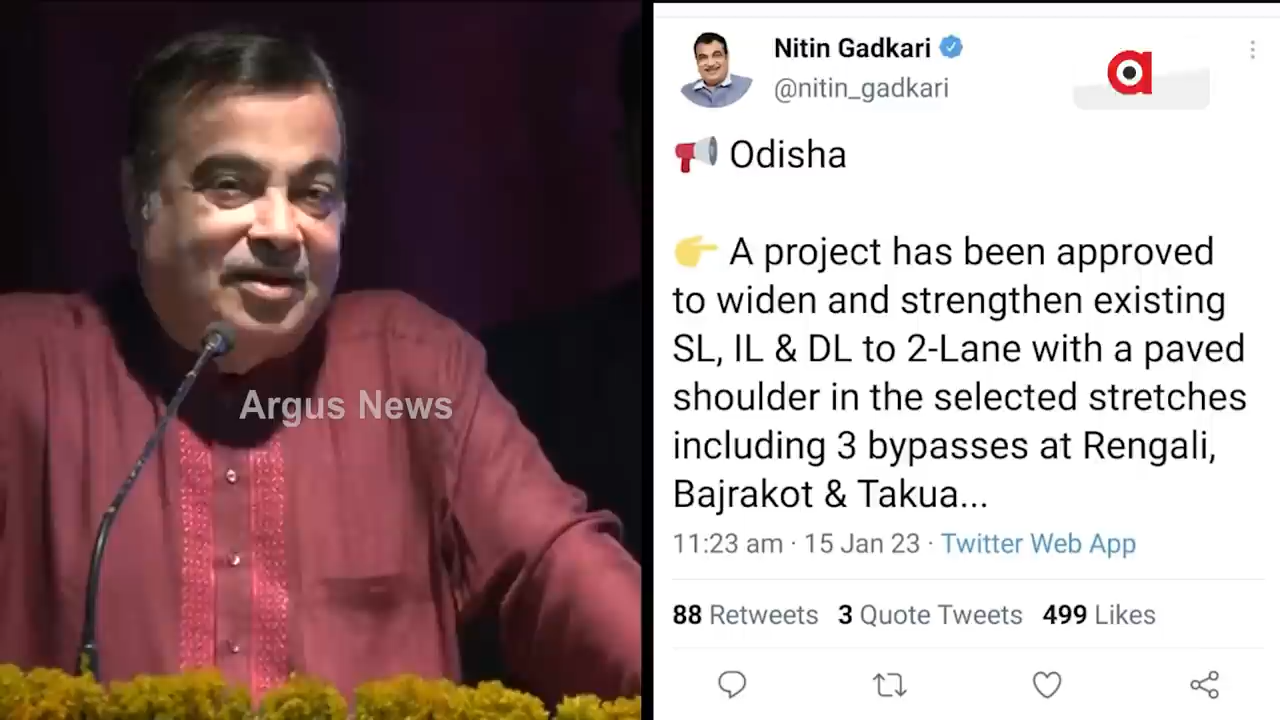 Argus News
Nitin Gadkari
@nitin_gadkari
a
Odisha
A project has been approved
to widen and strengthen existing
SL, IL & DL to 2-Lane with a paved
shoulder in the selected stretches
including 3 bypasses at Rengali,
Bajrakot & Takua...
11:23 am · 15 Jan 23 · Twitter Web App
88 Retweets 3 Quote Tweets 499 Likes